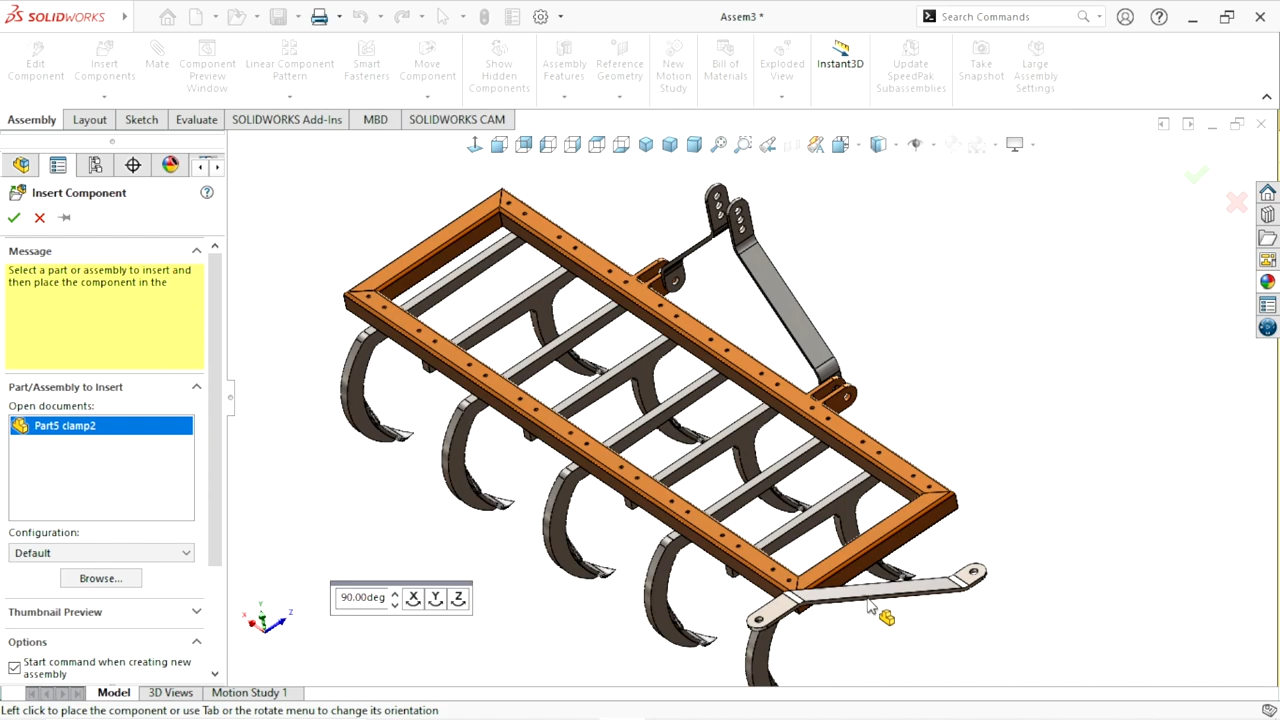 SOLIDWORKS
Assem3 *
Search Commands
Edit Component
Insert Components
Mate
Component Preview Window
Linear Component Pattern
Smart Fasteners
Move Component
Show Hidden Components
Assembly Features
Reference Geometry
New Motion Study
Bill of Materials
Exploded View
Instant3D
Update SpeedPak Subassemblies
Take Snapshot
Large Assembly Settings
Assembly
Layout
Sketch
Evaluate
SOLIDWORKS Add-Ins
MBD
SOLIDWORKS CAM
Insert Component
Message
Select a part or assembly to insert and
then place the component in the
Part/Assembly to Insert
Open documents:
Part5 clamp2
Configuration:
Default
Browse...
Thumbnail Preview
Options
Start command when creating new
assembly
90.00deg
X
Y
Z
Y
X
Z
Model
3D Views
Motion Study 1
Left click to place the component or use Tab or the rotate menu to change its orientation